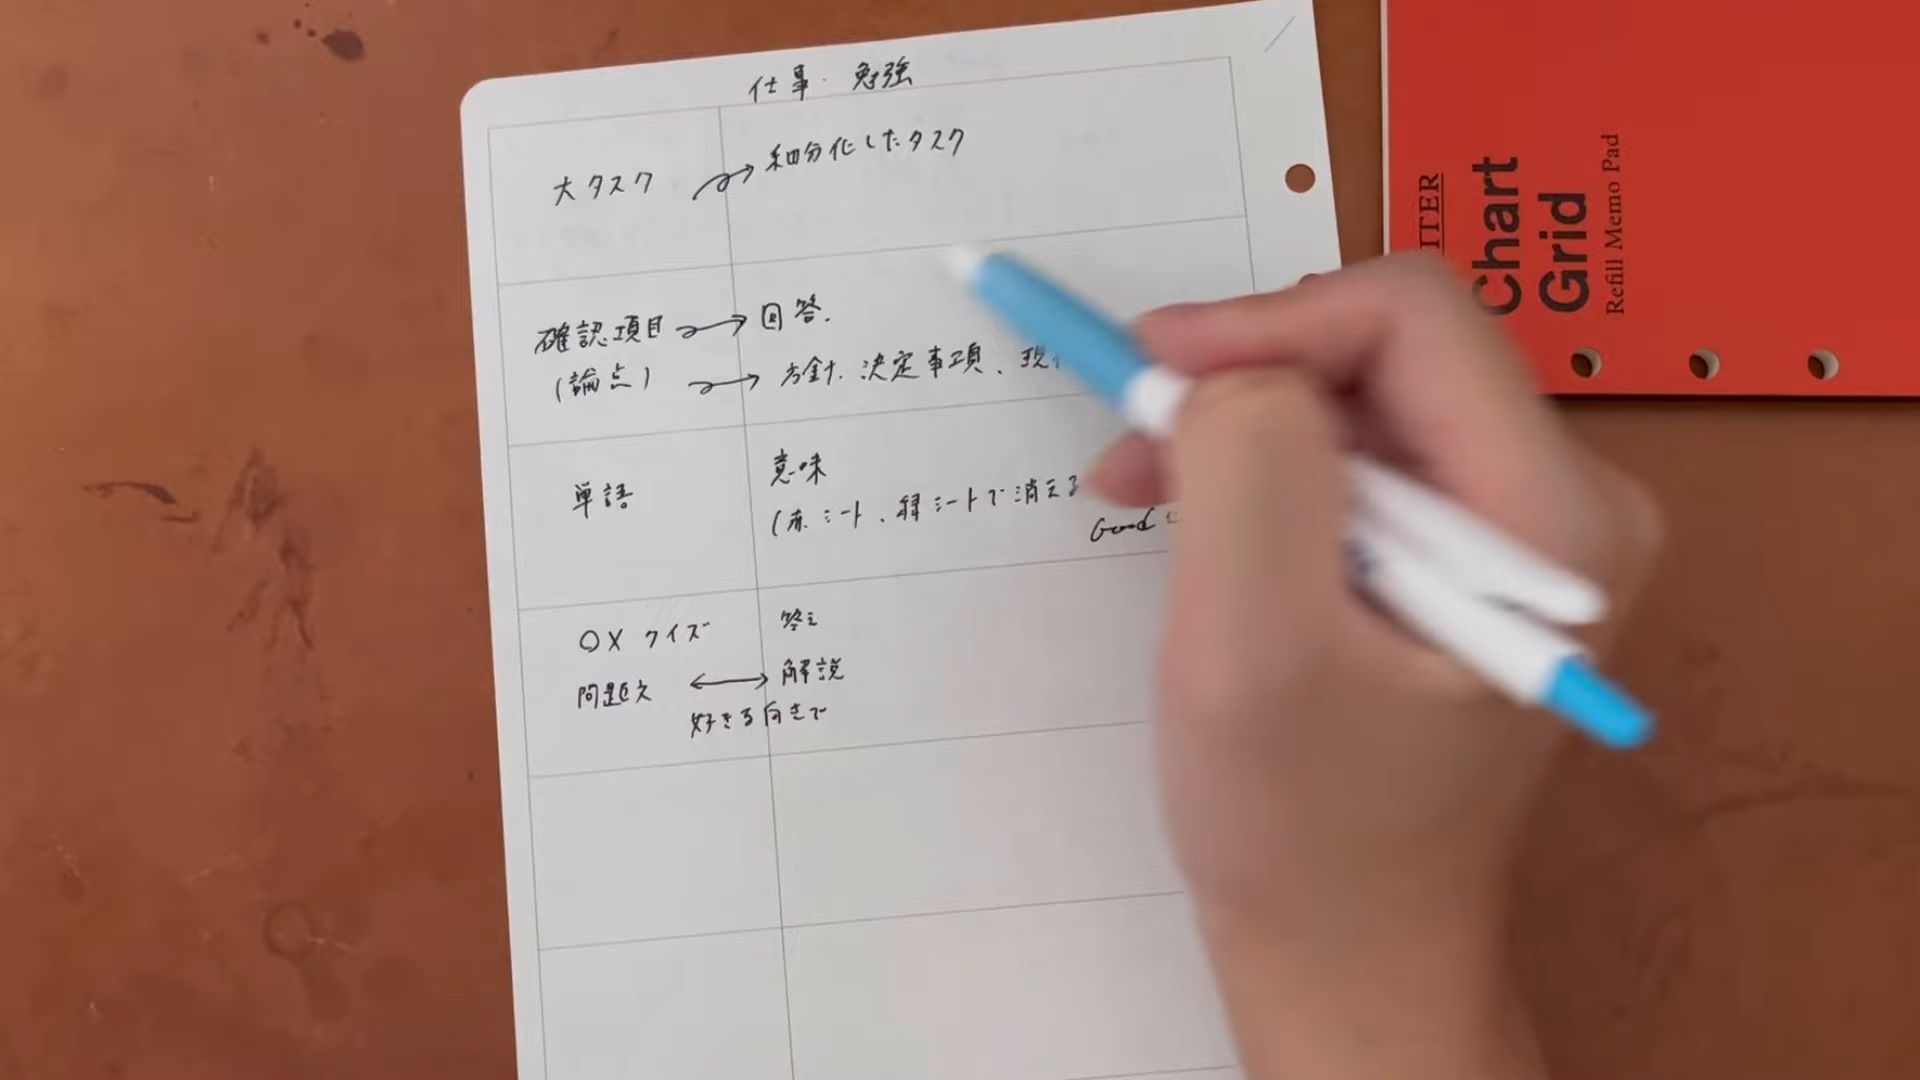 仕事・勉強
大タスク
細分化したタスク
確認項目
回答.
(論点)
方針、決定事項、現
単語
意味
(赤シート、緑シートで消える
Good
〇X クイズ
答え
問題文
解説
好きな向きで
Chart
Grid
Refill Memo Pad